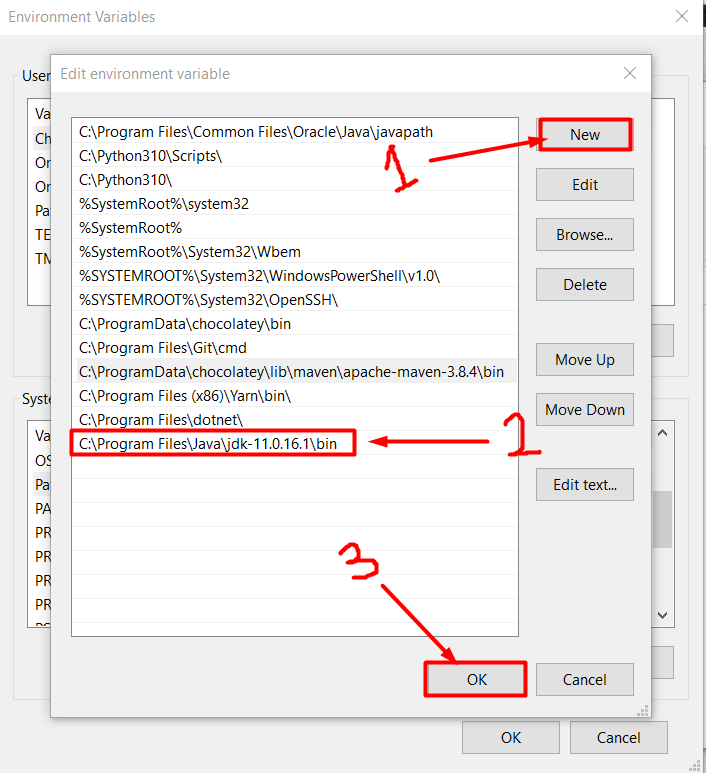 Environment Variables
Edit environment variable
User
Va
Ch
On
On
Pa
TE
TM
C:\Program Files\Common Files\Oracle\Java\javapath
C:\Python310\Scripts\
C:\Python310\
%SystemRoot%\system32
%SystemRoot%
%SystemRoot%\System32\Wbem
%SYSTEMROOT%\System32\WindowsPowerShell\v1.0\
%SYSTEMROOT%\System32\OpenSSH\
C:\ProgramData\chocolatey\bin
C:\Program Files\Git\cmd
C:\ProgramData\chocolatey\lib\maven\apache-maven-3.8.4\bin
C:\Program Files (x86)\Yarn\bin\
C:\Program Files\dotnet\
C:\Program Files\Java\jdk-11.0.16.1\bin
1
2
3
New
Edit
Browse...
Delete
Move Up
Move Down
Edit text...
OK
Cancel
Syst
Va
OS
Pa
PA
PR
PR
PR
PR
OK
Cancel